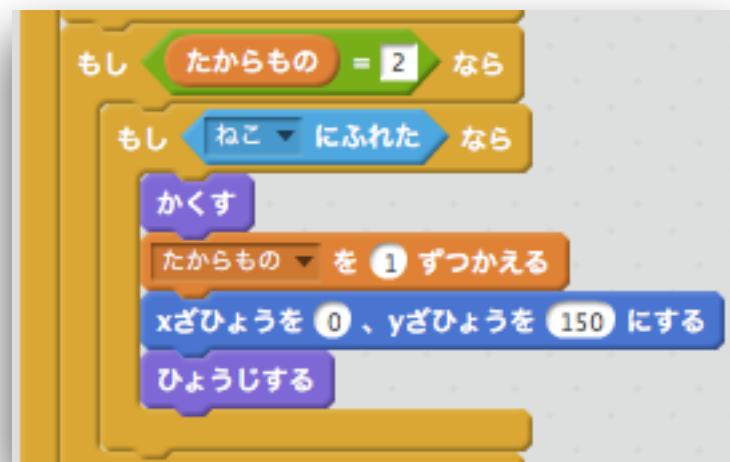 もし たからもの = 2 なら
もし ねこ にふれた なら
かくす
たからもの を 1 ずつかえる
xざひょうを 0 、yざひょうを 150 にする
ひょうじする